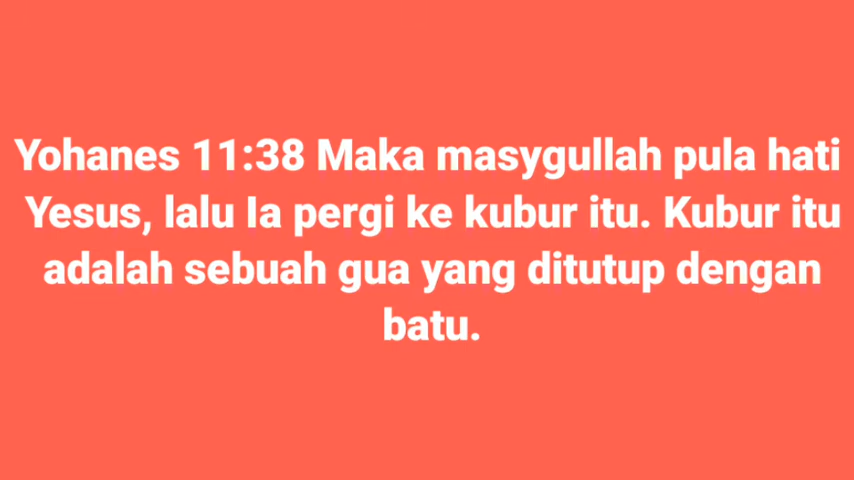 Yohanes 11:38 Maka masygullah pula hati
Yesus, lalu Ia pergi ke kubur itu. Kubur itu
adalah sebuah gua yang ditutup dengan
batu.